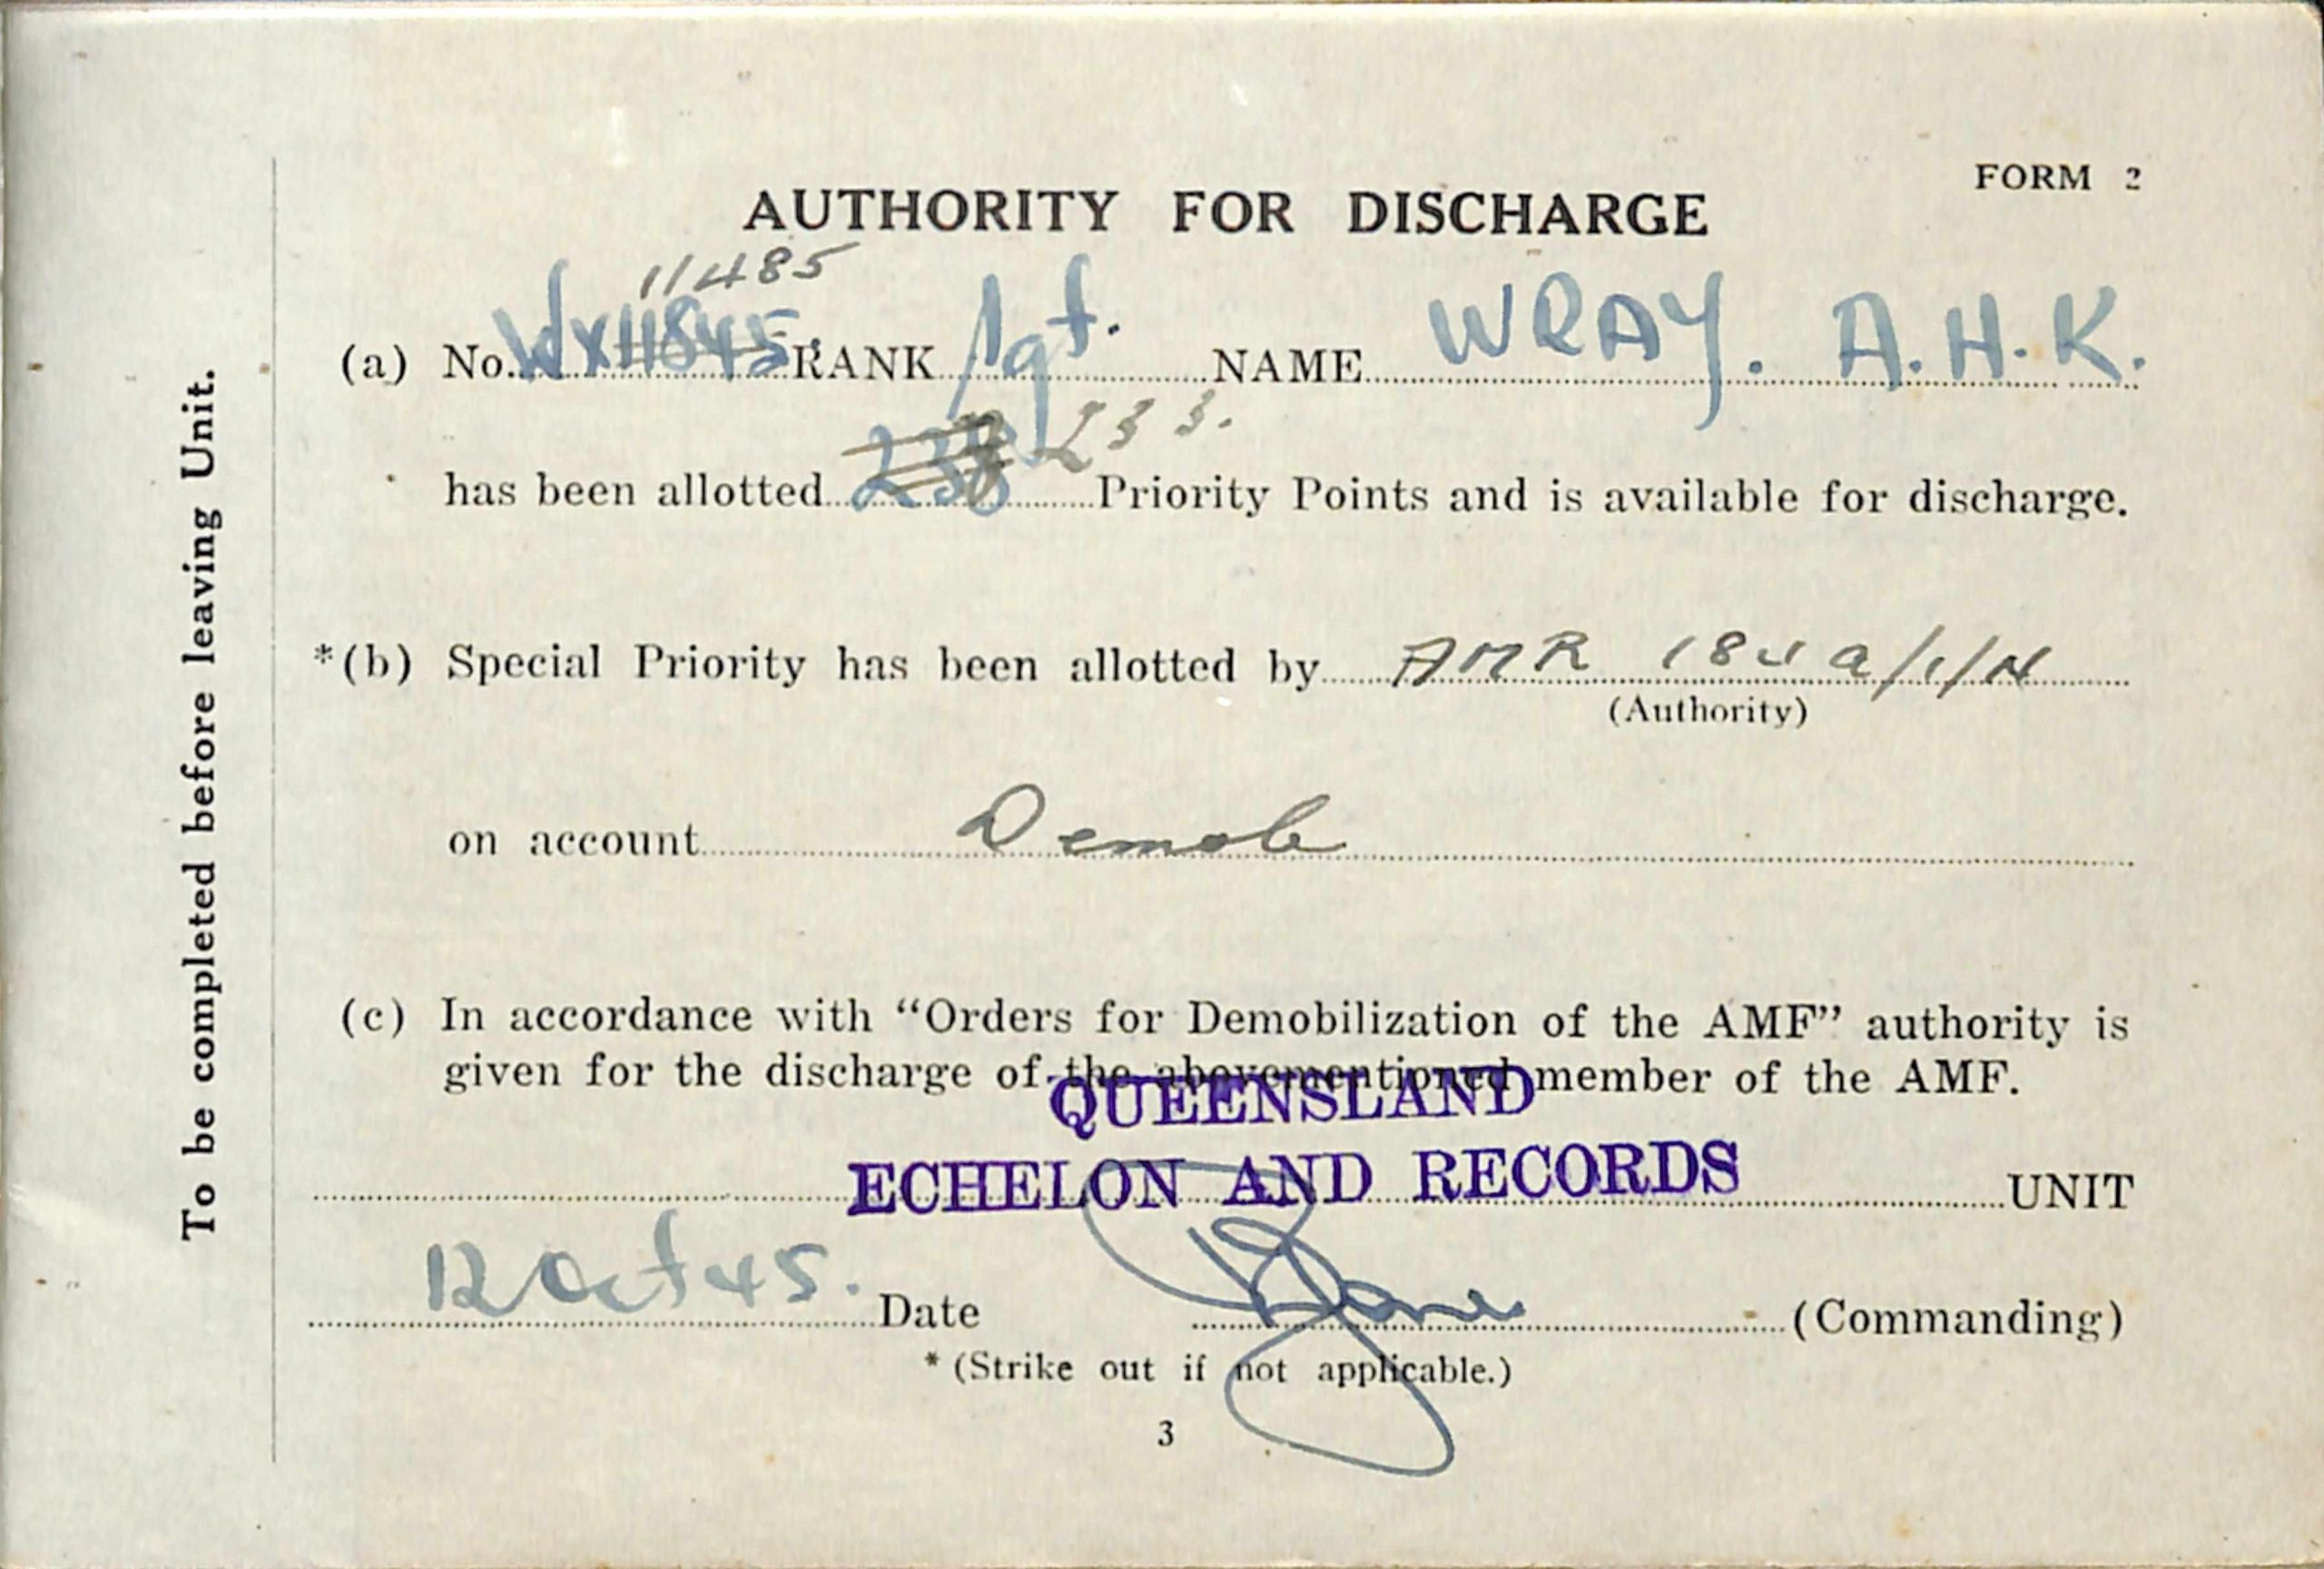 FORM 2
AUTHORITY FOR DISCHARGE
11485
(a) No. WX11845. RANK Sgt. NAME WRAY. A.H.K.
233.
has been allotted 238 Priority Points and is available for discharge.
*(b) Special Priority has been allotted by AMR 184 a/1/N
(Authority)
on account Demob
(c) In accordance with “Orders for Demobilization of the AMF” authority is
given for the discharge of the abovementioned member of the AMF.
QUEENSLAND
ECHELON AND RECORDS UNIT
12 Oct 45. Date (Commanding)
* (Strike out if not applicable.)
3
To be completed before leaving Unit.